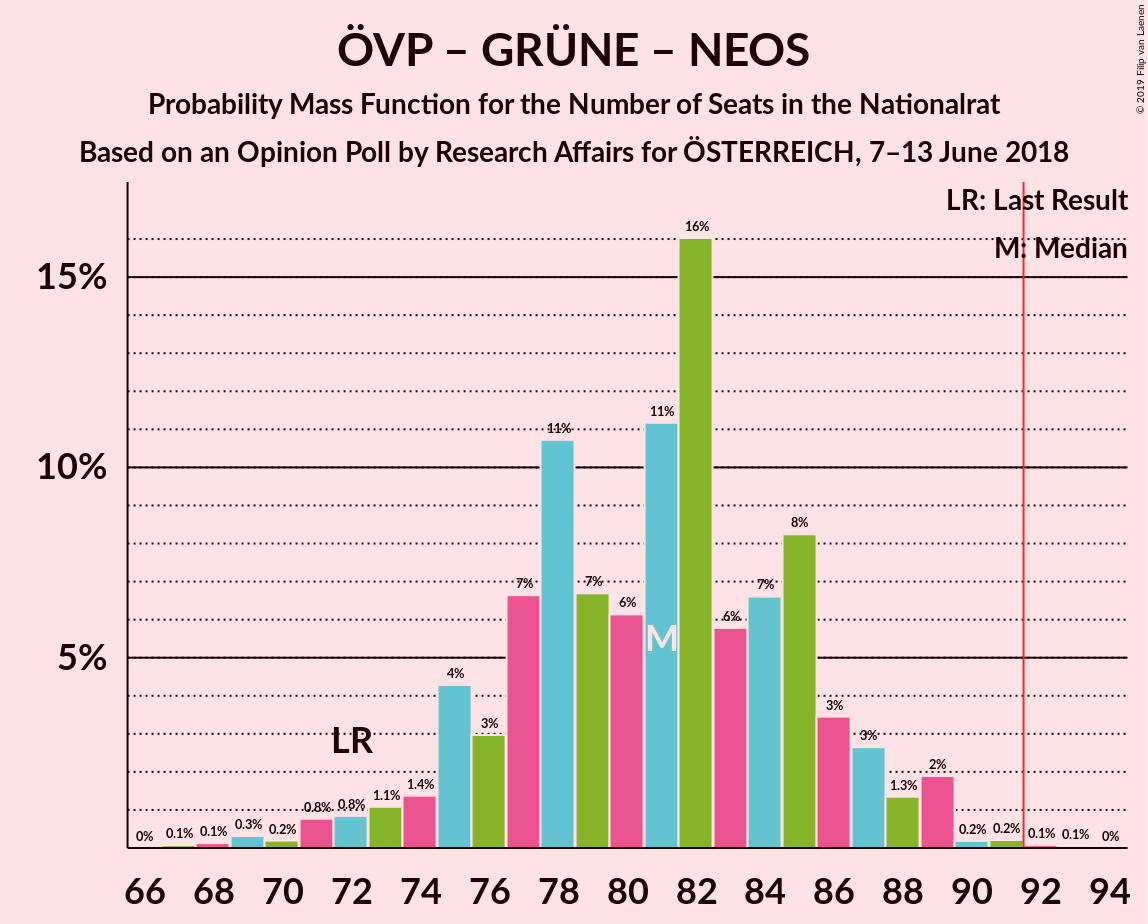 ÖVP – GRÜNE – NEOS
Probability Mass Function for the Number of Seats in the Nationalrat
Based on an Opinion Poll by Research Affairs for ÖSTERREICH, 7–13 June 2018
© 2019 Filip van Laenen
LR: Last Result
M: Median
15%
10%
5%
0% 0.1% 0.1% 0.3% 0.2% 0.8% 0.8% 1.1% 1.4% 4% 3% 7% 11% 7% 6% 11% 16% 6% 7% 8% 3% 3% 1.3% 2% 0.2% 0.2% 0.1% 0.1% 0%
LR
M
66 68 70 72 74 76 78 80 82 84 86 88 90 92 94